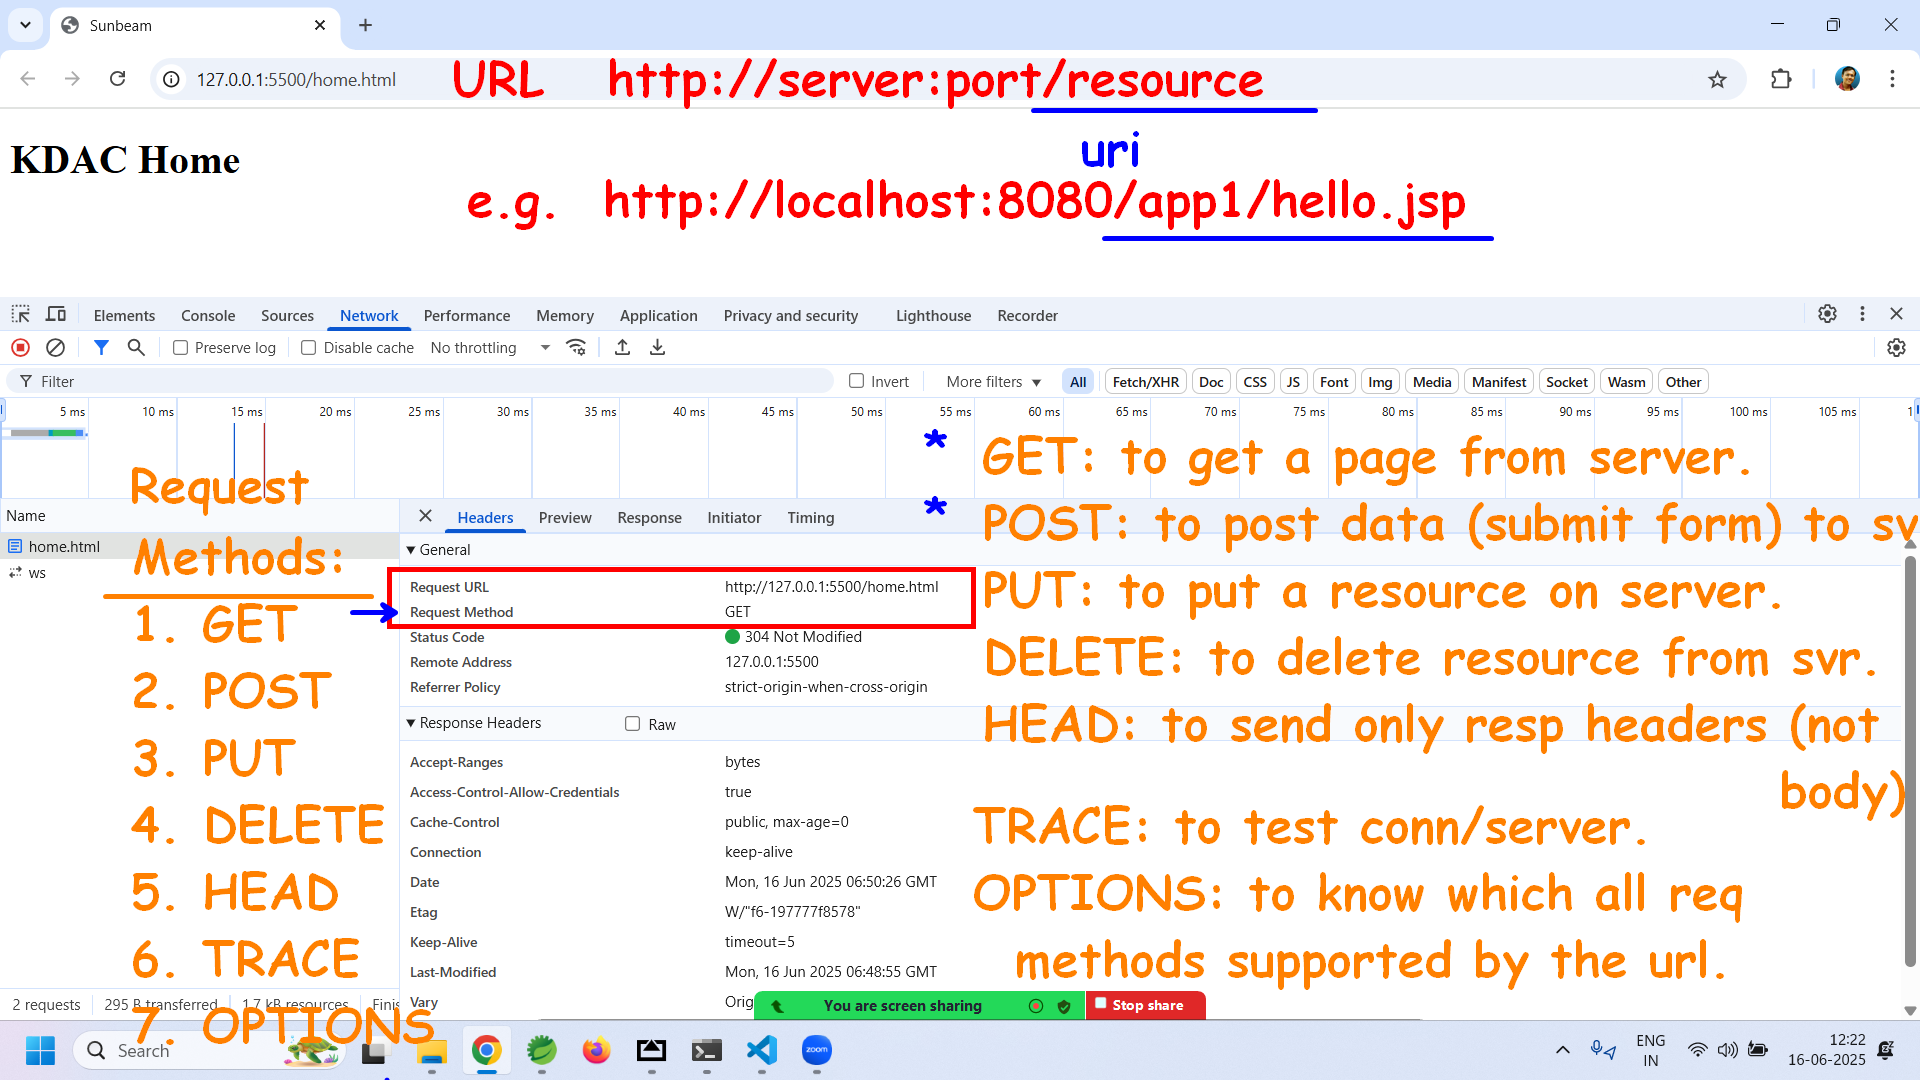 Sunbeam
127.0.0.1:5500/home.html
URL http://server:port/resource
uri
KDAC Home
e.g. http://localhost:8080/app1/hello.jsp
Elements Console Sources Network Performance Memory Application Privacy and security Lighthouse Recorder
Preserve log Disable cache No throttling
Filter Invert More filters All Fetch/XHR Doc CSS JS Font Img Media Manifest Socket Wasm Other
5 ms 10 ms 15 ms 20 ms 25 ms 30 ms 35 ms 40 ms 45 ms 50 ms 55 ms 60 ms 65 ms 70 ms 75 ms 80 ms 85 ms 90 ms 95 ms 100 ms 105 ms 1
Request
Methods:
1. GET
2. POST
3. PUT
4. DELETE
5. HEAD
6. TRACE
7. OPTIONS
* GET: to get a page from server.
* POST: to post data (submit form) to sv
PUT: to put a resource on server.
DELETE: to delete resource from svr.
HEAD: to send only resp headers (not
body)
TRACE: to test conn/server.
OPTIONS: to know which all req
methods supported by the url.
Name
home.html
ws
Headers Preview Response Initiator Timing
General
Request URL http://127.0.0.1:5500/home.html
Request Method GET
Status Code 304 Not Modified
Remote Address 127.0.0.1:5500
Referrer Policy strict-origin-when-cross-origin
Response Headers Raw
Accept-Ranges bytes
Access-Control-Allow-Credentials true
Cache-Control public, max-age=0
Connection keep-alive
Date Mon, 16 Jun 2025 06:50:26 GMT
Etag W/"f6-197777f8578"
Keep-Alive timeout=5
Last-Modified Mon, 16 Jun 2025 06:48:55 GMT
Vary Orig
2 requests 295 B transferred 1.7 kB resources Finis
You are screen sharing Stop share
Search
zoom
ENG
IN
12:22
16-06-2025